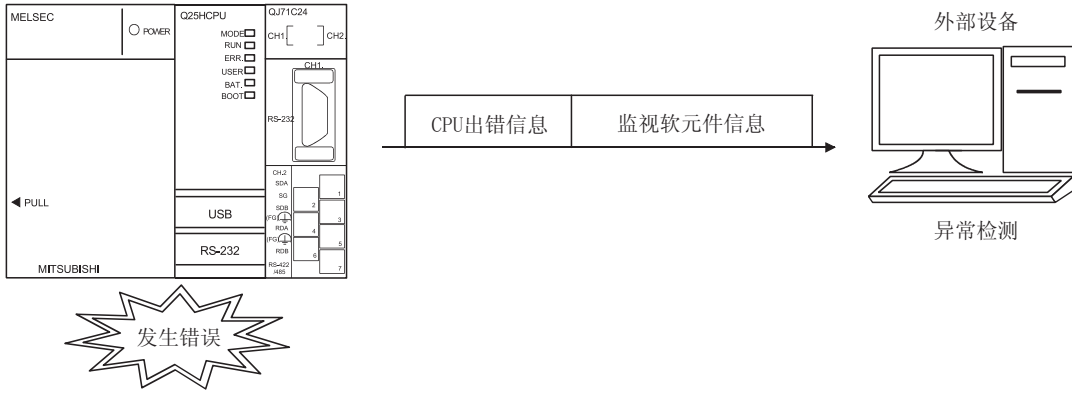 MELSEC
POWER
Q25HCPU
MODE
RUN
ERR.
USER
BAT.
BOOT
QJ71C24
CH1.
CH2.
CH1.
RS-232
PULL
MITSUBISHI
USB
RS-232
CH.2
SDA
SG
SDB
(FG)
RDA
(FG)
RDB
RS-422
/485
1
2
3
4
5
6
7
发生错误
CPU出错信息
监视软元件信息
外部设备
异常检测